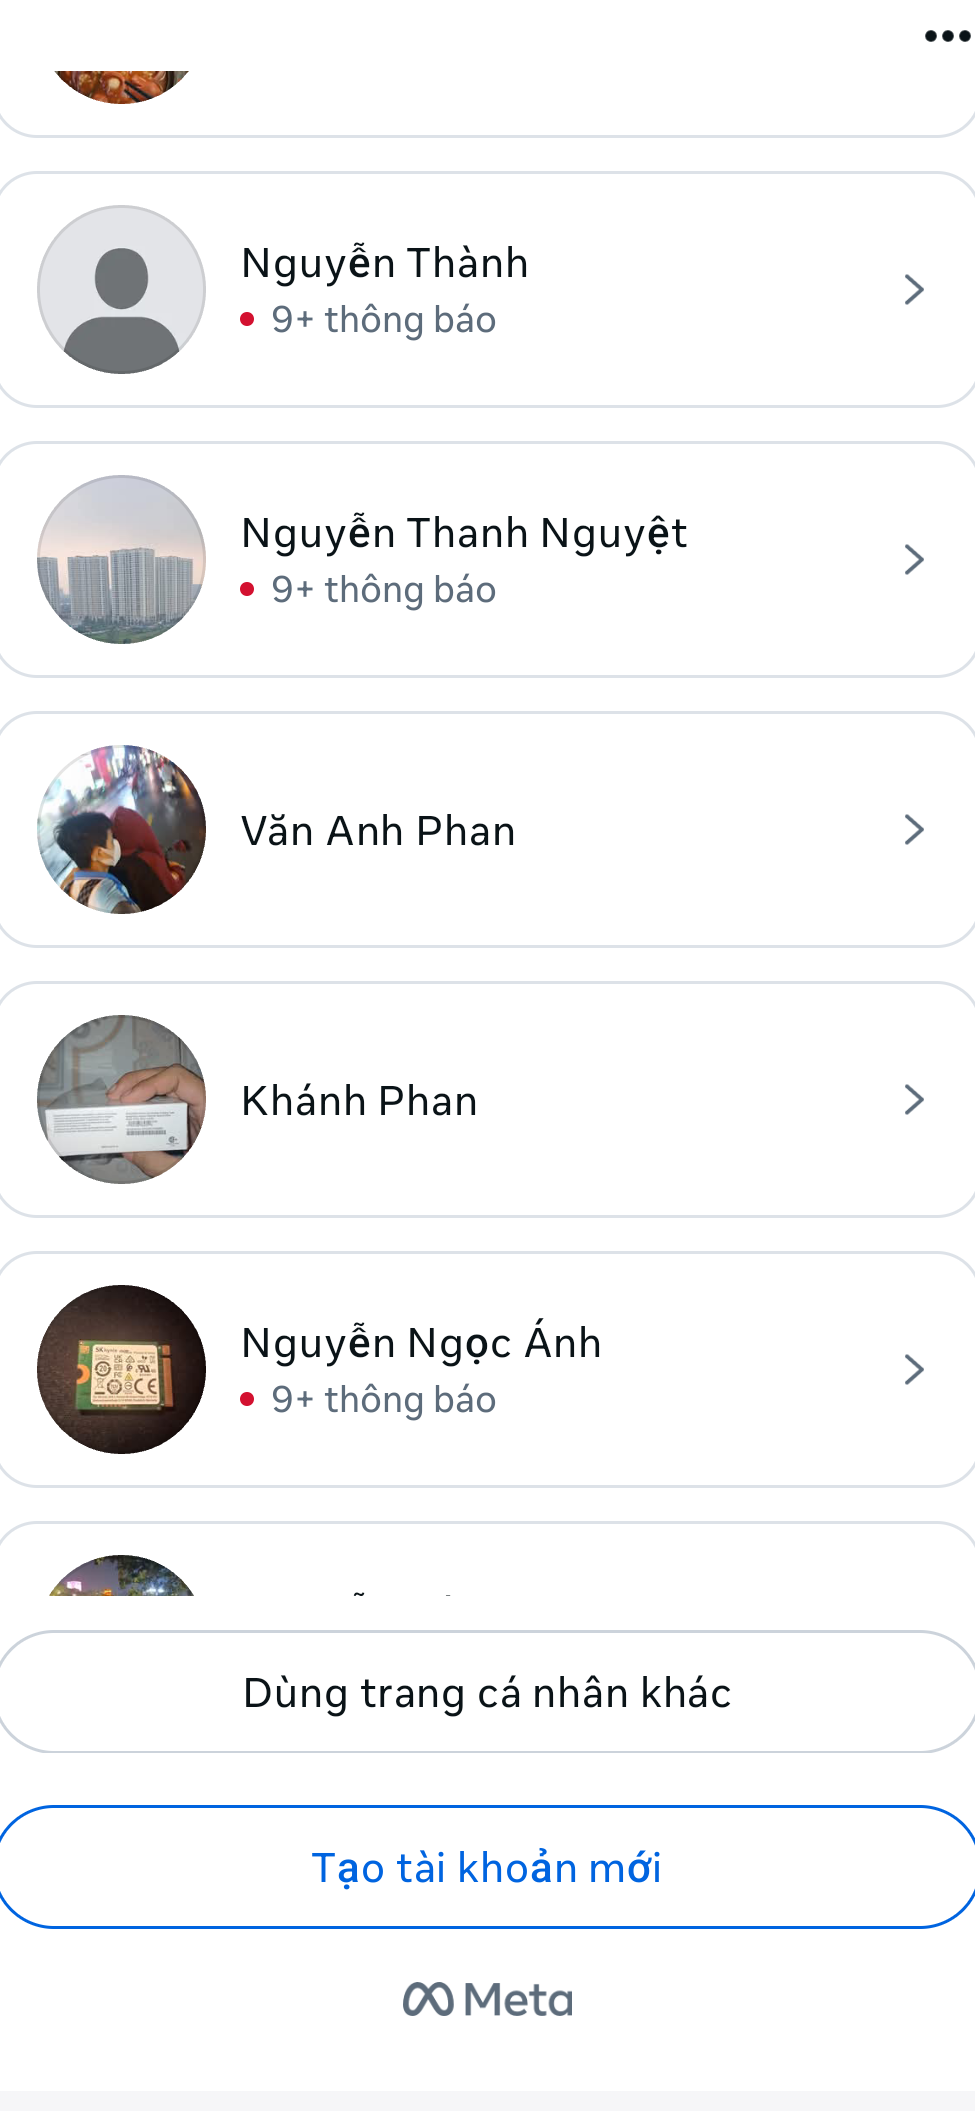 Nguyễn Thành
9+ thông báo
Nguyễn Thanh Nguyệt
9+ thông báo
Văn Anh Phan
Khánh Phan
Nguyễn Ngọc Ánh
9+ thông báo
Dùng trang cá nhân khác
Tạo tài khoản mới
Meta